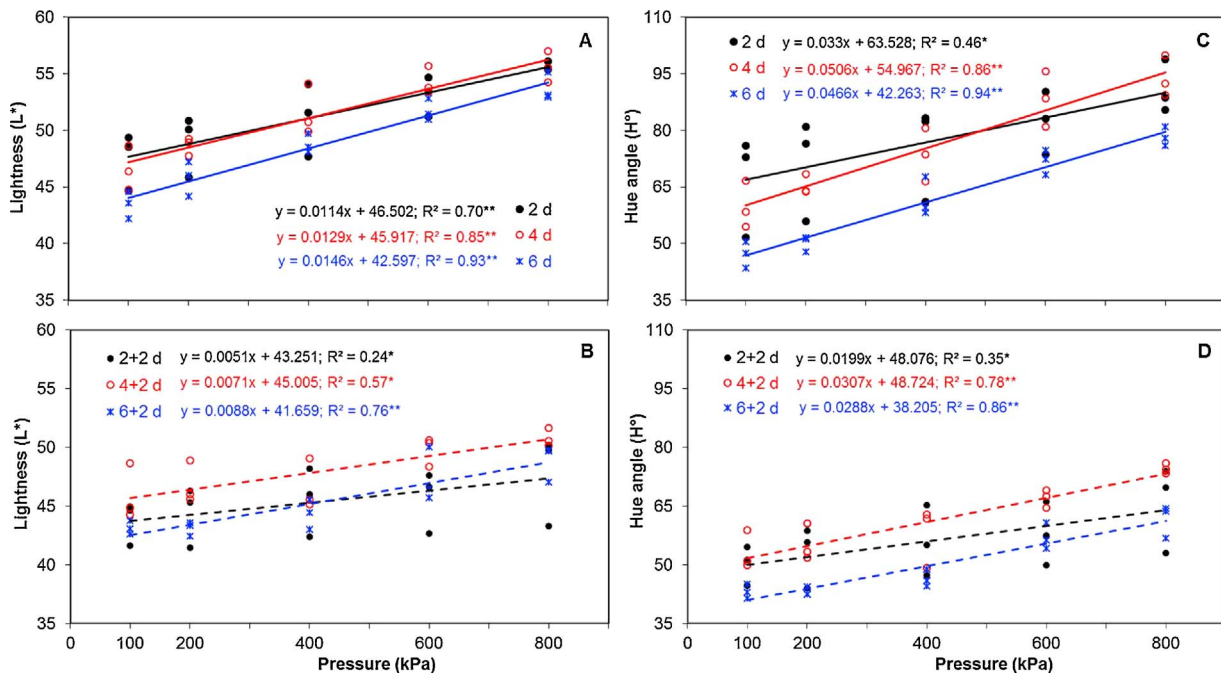 60
55
50
45
40
35
Lightness (L*)
A
y = 0.0114x + 46.502; R² = 0.70** 2 d
y = 0.0129x + 45.917; R² = 0.85** 4 d
y = 0.0146x + 42.597; R² = 0.93** 6 d
110
95
80
65
50
35
Hue angle (H°)
C
2 d y = 0.033x + 63.528; R² = 0.46*
4 d y = 0.0506x + 54.967; R² = 0.86**
6 d y = 0.0466x + 42.263; R² = 0.94**
60
55
50
45
40
35
Lightness (L*)
B
2+2 d y = 0.0051x + 43.251; R² = 0.24*
4+2 d y = 0.0071x + 45.005; R² = 0.57*
6+2 d y = 0.0088x + 41.659; R² = 0.76**
0 100 200 400 600 800
Pressure (kPa)
110
95
80
65
50
35
Hue angle (H°)
D
2+2 d y = 0.0199x + 48.076; R² = 0.35*
4+2 d y = 0.0307x + 48.724; R² = 0.78**
6+2 d y = 0.0288x + 38.205; R² = 0.86**
0 100 200 400 600 800
Pressure (kPa)